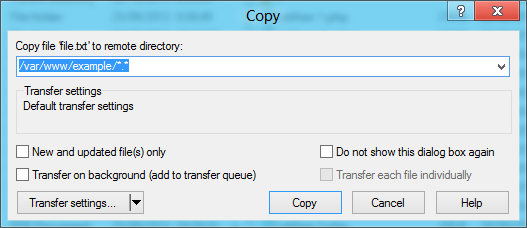 Copy
?
Copy file 'file.txt' to remote directory:
/var/www/example/*.*
Transfer settings
Default transfer settings
New and updated file(s) only
Do not show this dialog box again
Transfer on background (add to transfer queue)
Transfer each file individually
Transfer settings...
Copy
Cancel
Help